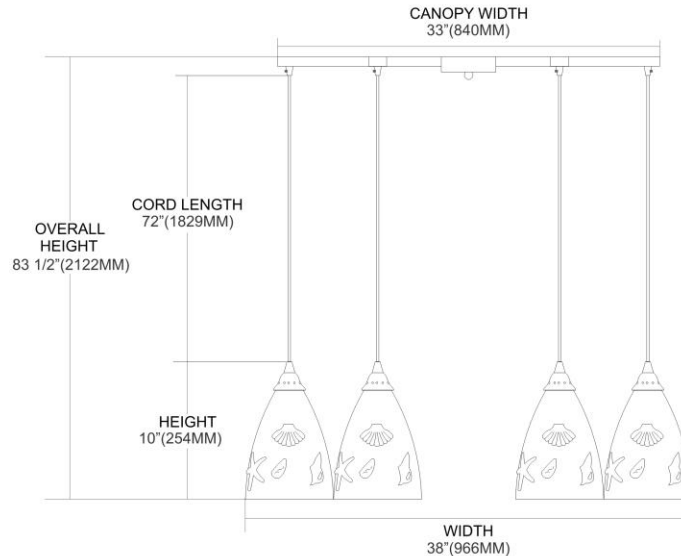 CANOPY WIDTH
33"(840MM)
CORD LENGTH
72"(1829MM)
OVERALL
HEIGHT
83 1/2"(2122MM)
HEIGHT
10"(254MM)
WIDTH
38"(966MM)